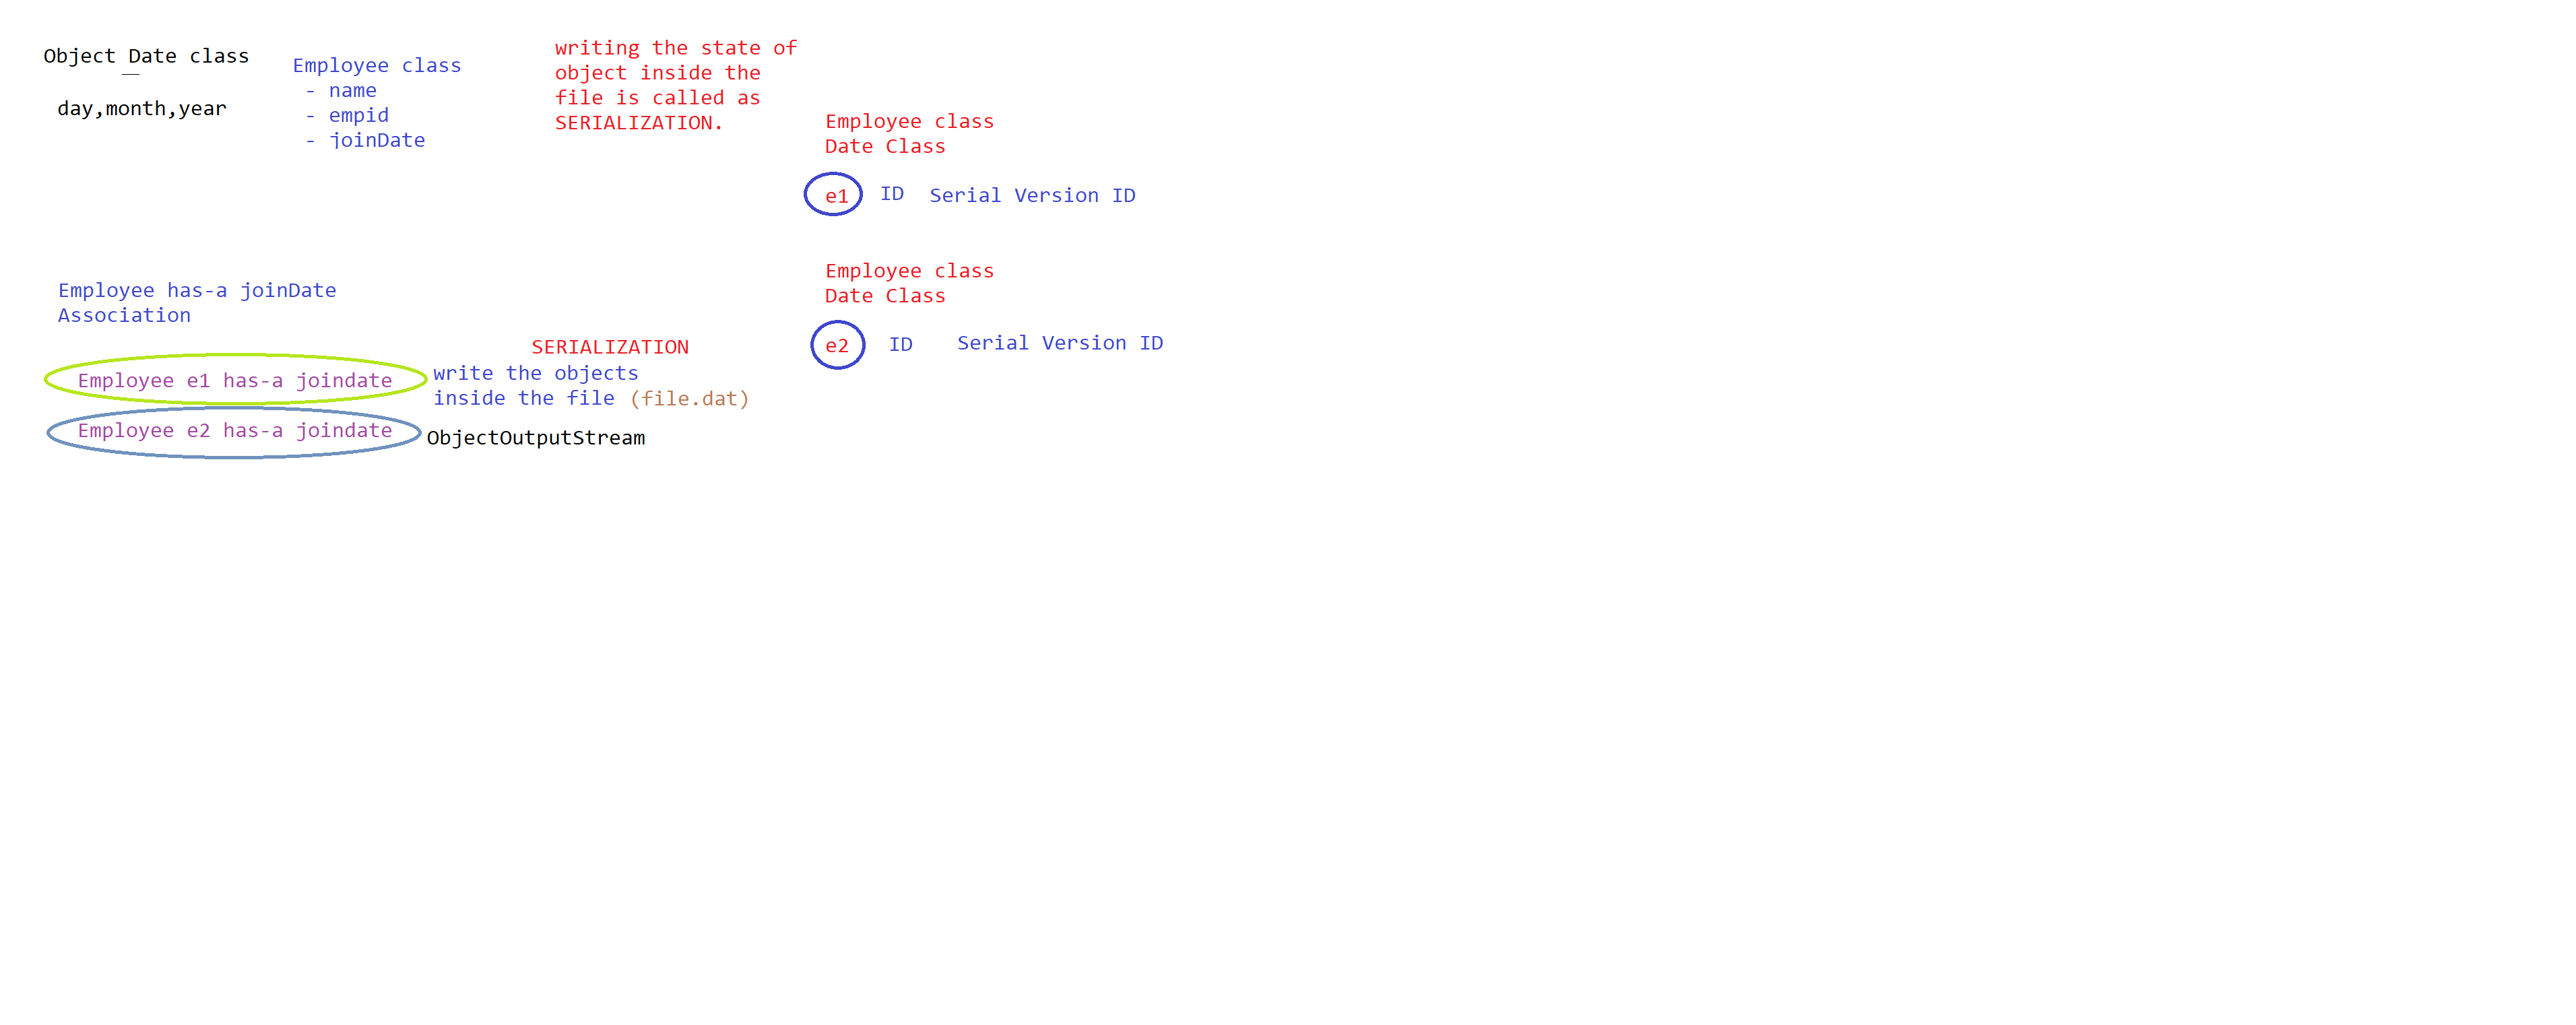 Object Date class
day,month,year
Employee class
- name
- empid
- joinDate
writing the state of
object inside the
file is called as
SERIALIZATION.
Employee class
Date Class
e1 ID Serial Version ID
Employee class
Date Class
e2 ID Serial Version ID
Employee has-a joinDate
Association
Employee e1 has-a joindate
Employee e2 has-a joindate
SERIALIZATION
write the objects
inside the file (file.dat)
ObjectOutputStream